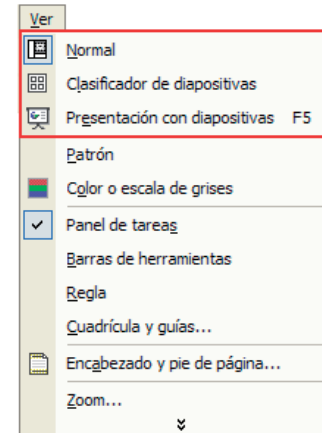 Ver
Normal
Clasificador de diapositivas
Presentación con diapositivas F5
Patrón
Color o escala de grises
Panel de tareas
Barras de herramientas
Regla
Cuadrícula y guías...
Encabezado y pie de página...
Zoom...